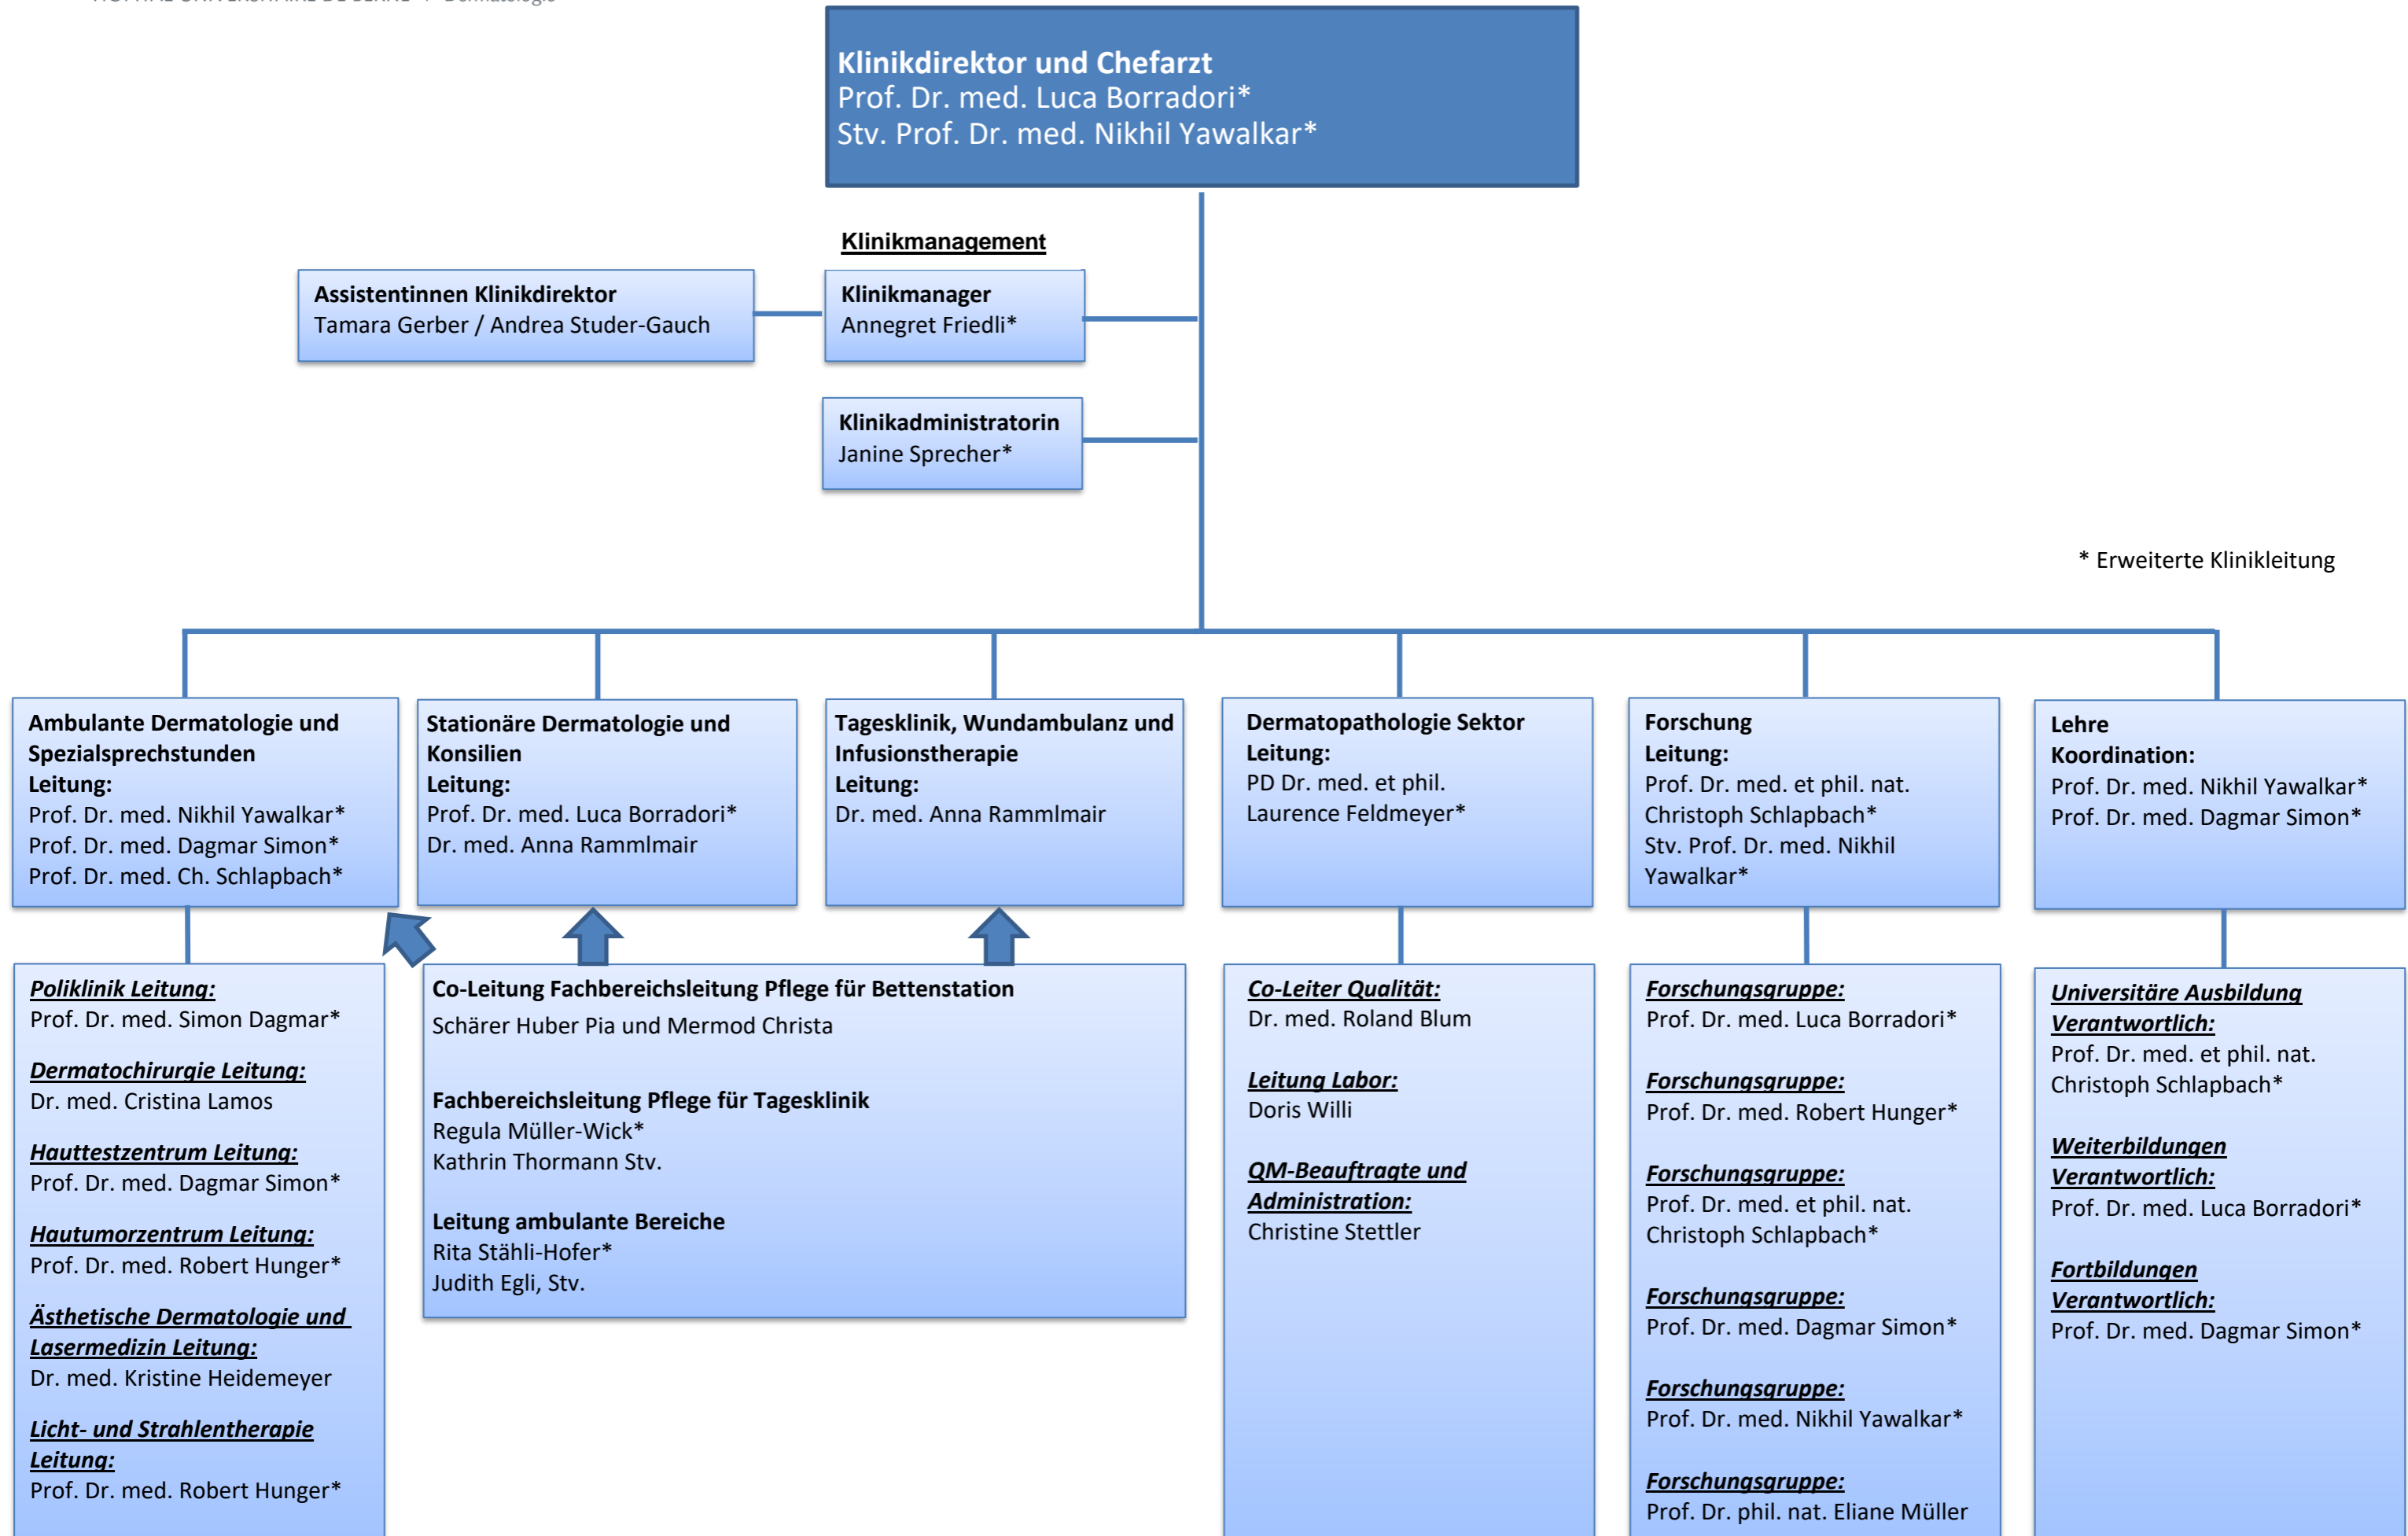 HÔPITAL UNIVERSITAIRE DE BERNE Dermatologie
Klinikdirektor und Chefarzt
Prof. Dr. med. Luca Borradori*
Stv. Prof. Dr. med. Nikhil Yawalkar*
Klinikmanagement
Assistentinnen Klinikdirektor
Tamara Gerber / Andrea Studer-Gauch
Klinikmanager
Annegret Friedli*
Klinikadministratorin
Janine Sprecher*
* Erweiterte Klinikleitung
Ambulante Dermatologie und
Spezialsprechstunden
Leitung:
Prof. Dr. med. Nikhil Yawalkar*
Prof. Dr. med. Dagmar Simon*
Prof. Dr. med. Ch. Schlapbach*
Stationäre Dermatologie und
Konsilien
Leitung:
Prof. Dr. med. Luca Borradori*
Dr. med. Anna Rammlmair
Tagesklinik, Wundambulanz und
Infusionstherapie
Leitung:
Dr. med. Anna Rammlmair
Dermatopathologie Sektor
Leitung:
PD Dr. med. et phil.
Laurence Feldmeyer*
Forschung
Leitung:
Prof. Dr. med. et phil. nat.
Christoph Schlapbach*
Stv. Prof. Dr. med. Nikhil
Yawalkar*
Lehre
Koordination:
Prof. Dr. med. Nikhil Yawalkar*
Prof. Dr. med. Dagmar Simon*
Poliklinik Leitung:
Prof. Dr. med. Simon Dagmar*
Dermatochirurgie Leitung:
Dr. med. Cristina Lamos
Hauttestzentrum Leitung:
Prof. Dr. med. Dagmar Simon*
Hautumorzentrum Leitung:
Prof. Dr. med. Robert Hunger*
Ästhetische Dermatologie und
Lasermedizin Leitung:
Dr. med. Kristine Heidemeyer
Licht- und Strahlentherapie
Leitung:
Prof. Dr. med. Robert Hunger*
Co-Leitung Fachbereichsleitung Pflege für Bettenstation
Schärer Huber Pia und Mermod Christa
Fachbereichsleitung Pflege für Tagesklinik
Regula Müller-Wick*
Kathrin Thormann Stv.
Leitung ambulante Bereiche
Rita Stähli-Hofer*
Judith Egli, Stv.
Co-Leiter Qualität:
Dr. med. Roland Blum
Leitung Labor:
Doris Willi
QM-Beauftragte und
Administration:
Christine Stettler
Forschungsgruppe:
Prof. Dr. med. Luca Borradori*
Forschungsgruppe:
Prof. Dr. med. Robert Hunger*
Forschungsgruppe:
Prof. Dr. med. et phil. nat.
Christoph Schlapbach*
Forschungsgruppe:
Prof. Dr. med. Dagmar Simon*
Forschungsgruppe:
Prof. Dr. med. Nikhil Yawalkar*
Forschungsgruppe:
Prof. Dr. phil. nat. Eliane Müller
Universitäre Ausbildung
Verantwortlich:
Prof. Dr. med. et phil. nat.
Christoph Schlapbach*
Weiterbildungen
Verantwortlich:
Prof. Dr. med. Luca Borradori*
Fortbildungen
Verantwortlich:
Prof. Dr. med. Dagmar Simon*